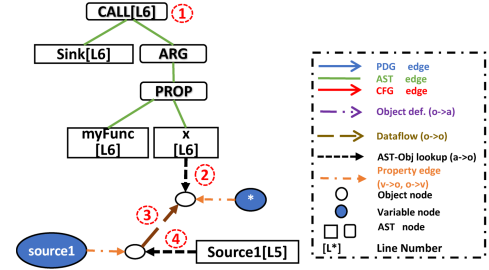 CALL[L6]
1
Sink[L6]
ARG
PROP
myFunc
[L6]
x
[L6]
2
*
3
4
source1
Source1[L5]
PDG edge
AST edge
CFG edge
Object def. (o->a)
Dataflow (o->o)
AST-Obj lookup (a->o)
Property edge
(v->o, o->v)
Object node
Variable node
AST node
[L*] Line Number